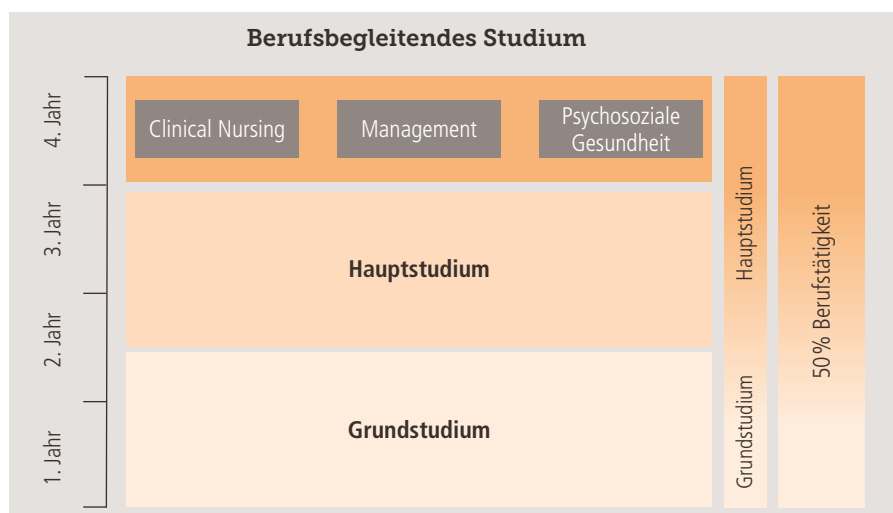 Berufsbegleitendes Studium
4. Jahr
3. Jahr
2. Jahr
1. Jahr
Clinical Nursing
Management
Psychosoziale
Gesundheit
Hauptstudium
Grundstudium
Hauptstudium
Grundstudium
50 % Berufstätigkeit